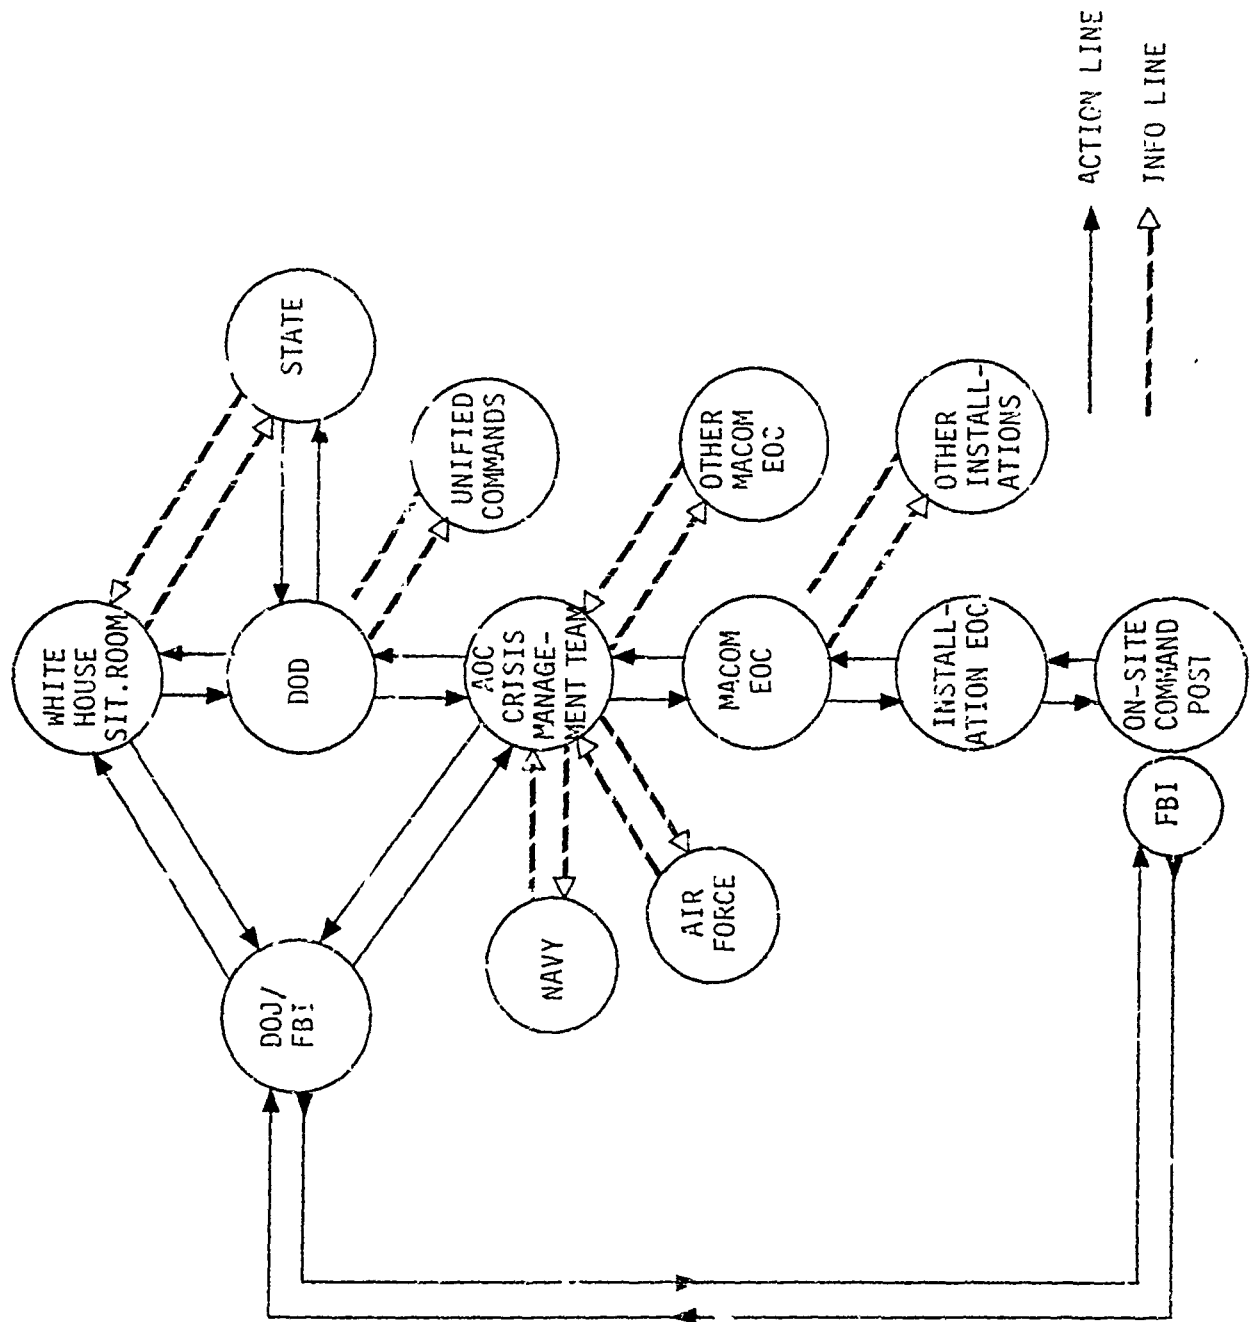 WHITE
HOUSE
SIT.ROOM
STATE
DOJ/
FBI
DOD
UNIFIED
COMMANDS
AOC
CRISIS
MANAGE-
MENT TEAM
NAVY
AIR
FORCE
OTHER
MACOM
EOC
MACOM
EOC
OTHER
INSTALL-
ATIONS
INSTALL-
ATION EOC
FBI
ON-SITE
COMMAND
POST
ACTION LINE
INFO LINE